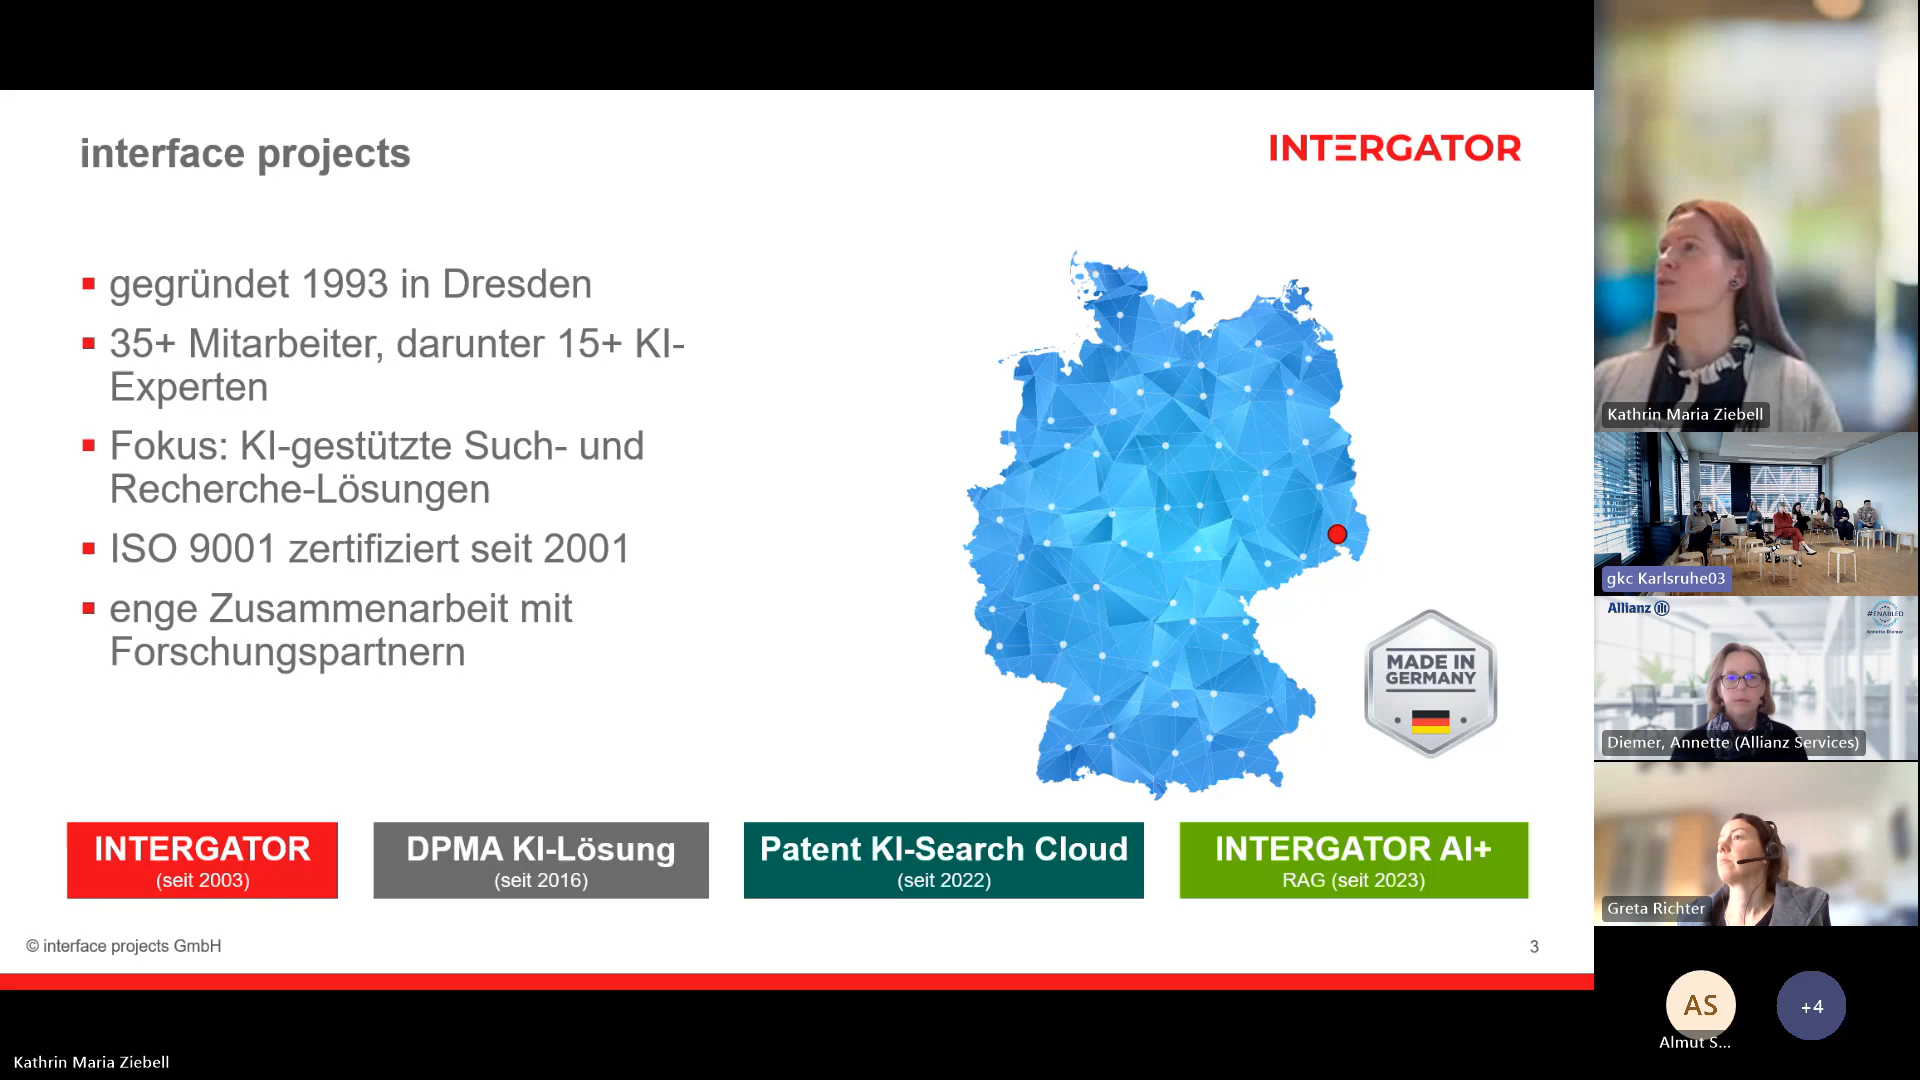 interface projects
INTERGATOR
gegründet 1993 in Dresden
35+ Mitarbeiter, darunter 15+ KI-
Experten
Fokus: KI-gestützte Such- und
Recherche-Lösungen
ISO 9001 zertifiziert seit 2001
enge Zusammenarbeit mit
Forschungspartnern
MADE IN
GERMANY
INTERGATOR
(seit 2003)
DPMA KI-Lösung
(seit 2016)
Patent KI-Search Cloud
(seit 2022)
INTERGATOR AI+
RAG (seit 2023)
© interface projects GmbH
3
Kathrin Maria Ziebell
Kathrin Maria Ziebell
gkc Karlsruhe03
Allianz
#ENABLED
Annette Diemer
Diemer, Annette (Allianz Services)
Greta Richter
AS
Almut S...
+4